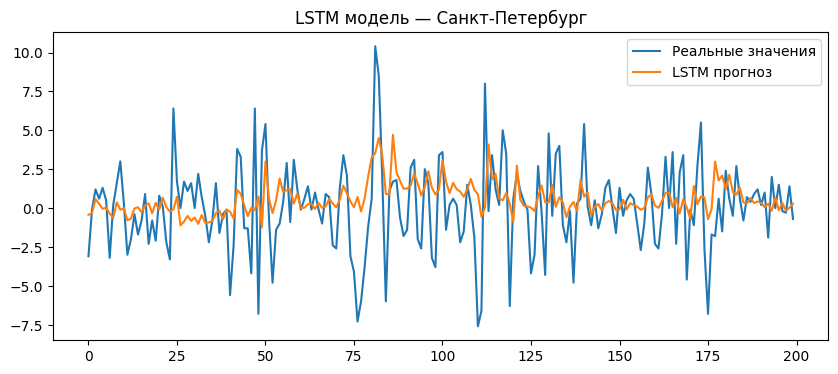 LSTM модель — Санкт-Петербург
Реальные значения
LSTM прогноз
10.0
7.5
5.0
2.5
0.0
−2.5
−5.0
−7.5
0 25 50 75 100 125 150 175 200